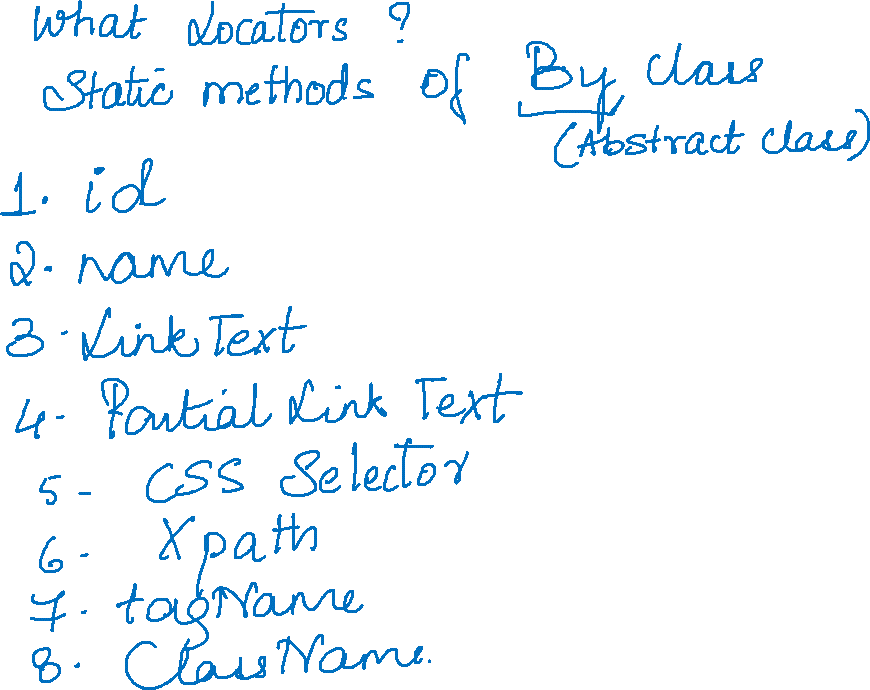 What Locators ?
Static methods of By Class
(Abstract class)
1. id
2. name
3. Link Text
4. Partial Link Text
5 - CSS Selector
6 - Xpath
7. tagName
8. ClassName.